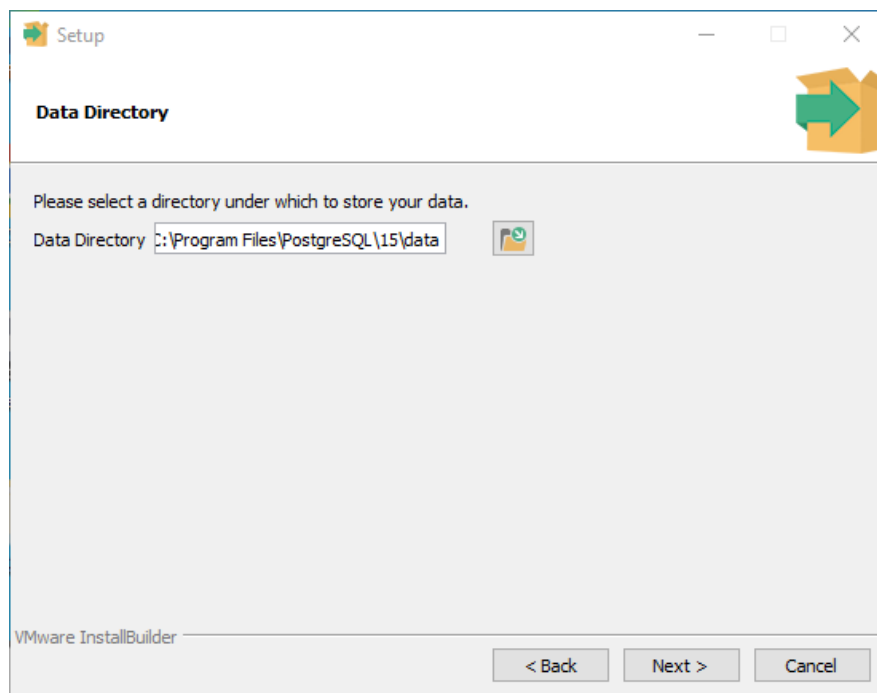 Setup
Data Directory
Please select a directory under which to store your data.
Data Directory :\Program Files\PostgreSQL\15\data
VMware InstallBuilder
< Back Next > Cancel